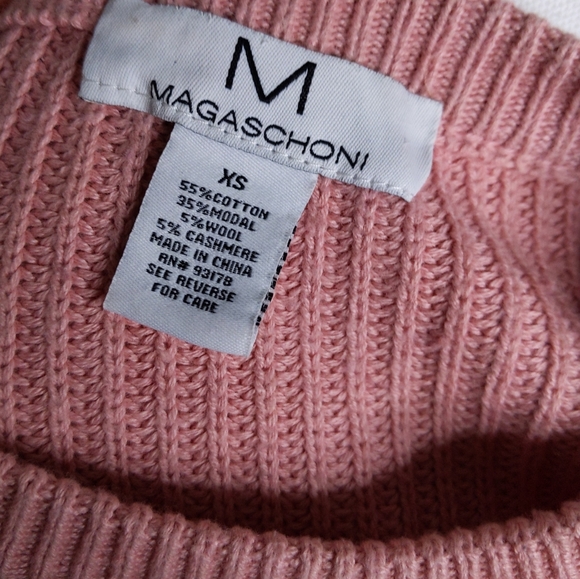 M
MAGASCHONI
XS
55%COTTON
35%MODAL
5%WOOL
5% CASHMERE
MADE IN CHINA
RN# 93178
SEE REVERSE
FOR CARE